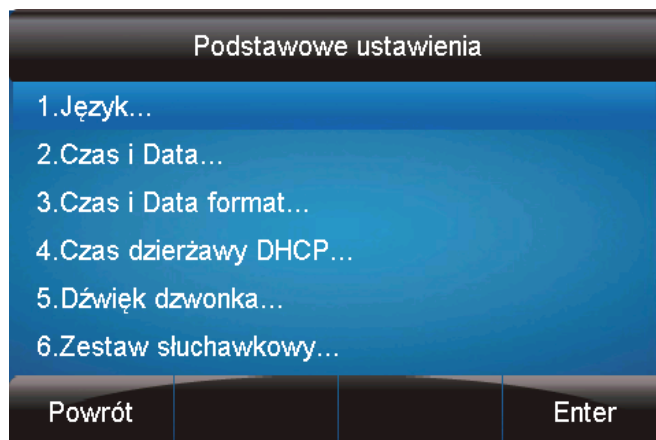 Podstawowe ustawienia
1.Język...
2.Czas i Data...
3.Czas i Data format...
4.Czas dzierżawy DHCP...
5.Dźwięk dzwonka...
6.Zestaw słuchawkowy...
Powrót Enter